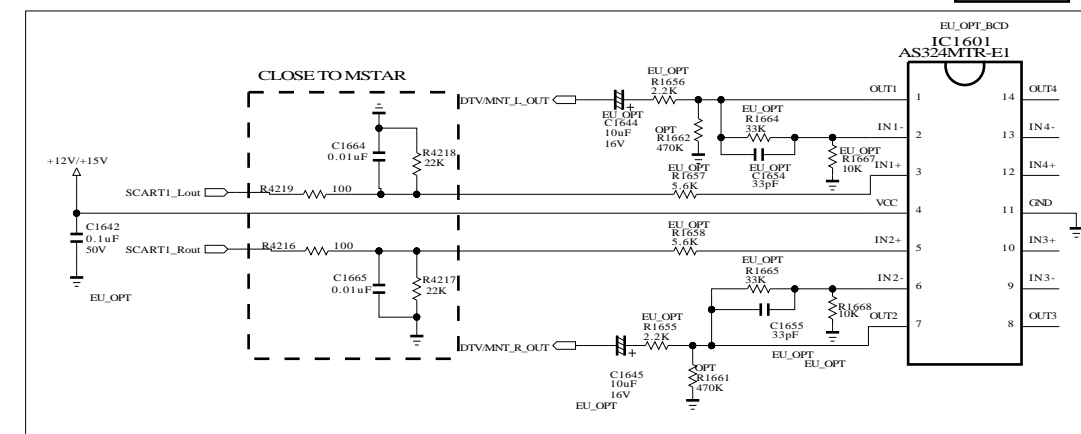 EU_OPT_BCD
IC1601
AS324MTR-E1
CLOSE TO MSTAR
DTV/MNT_L_OUT
EU_OPT
C1644
10uF
16V
EU_OPT
R1656
2.2K
OPT
R1662
470K
EU_OPT
R1664
33K
EU_OPT
C1654
33pF
EU_OPT
R1667
10K
OUT1
1
14
OUT4
IN1-
2
13
IN4-
IN1+
3
12
IN4+
VCC
4
11
GND
IN2+
5
10
IN3+
IN2-
6
9
IN3-
OUT2
7
8
OUT3
+12V/+15V
C1642
0.1uF
50V
EU_OPT
SCART1_Lout
R4219
100
C1664
0.01uF
R4218
22K
EU_OPT
R1657
5.6K
SCART1_Rout
R4216
100
C1665
0.01uF
R4217
22K
EU_OPT
R1658
5.6K
EU_OPT
R1665
33K
C1655
33pF
EU_OPT
R1668
10K
EU_OPT
DTV/MNT_R_OUT
C1645
10uF
16V
EU_OPT
EU_OPT
R1655
2.2K
OPT
R1661
470K